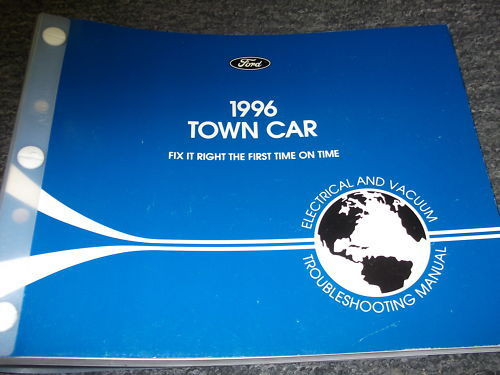 Ford
1996
TOWN CAR
FIX IT RIGHT THE FIRST TIME ON TIME
ELECTRICAL AND VACUUM
TROUBLESHOOTING MANUAL